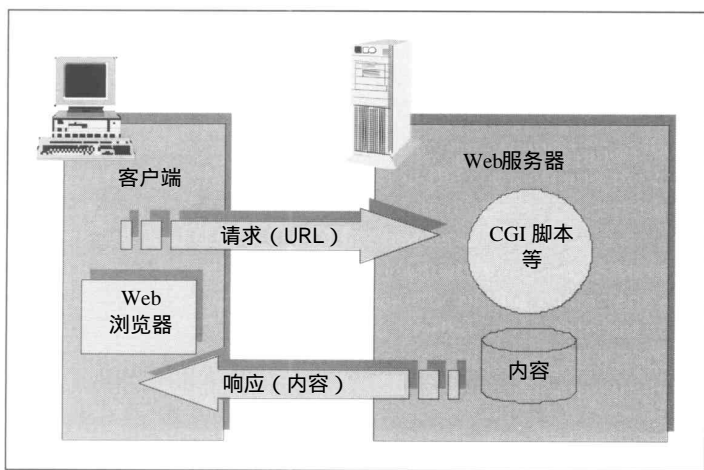 客户端
Web服务器
请求（URL）
CGI 脚本
等
Web
浏览器
响应（内容）
内容